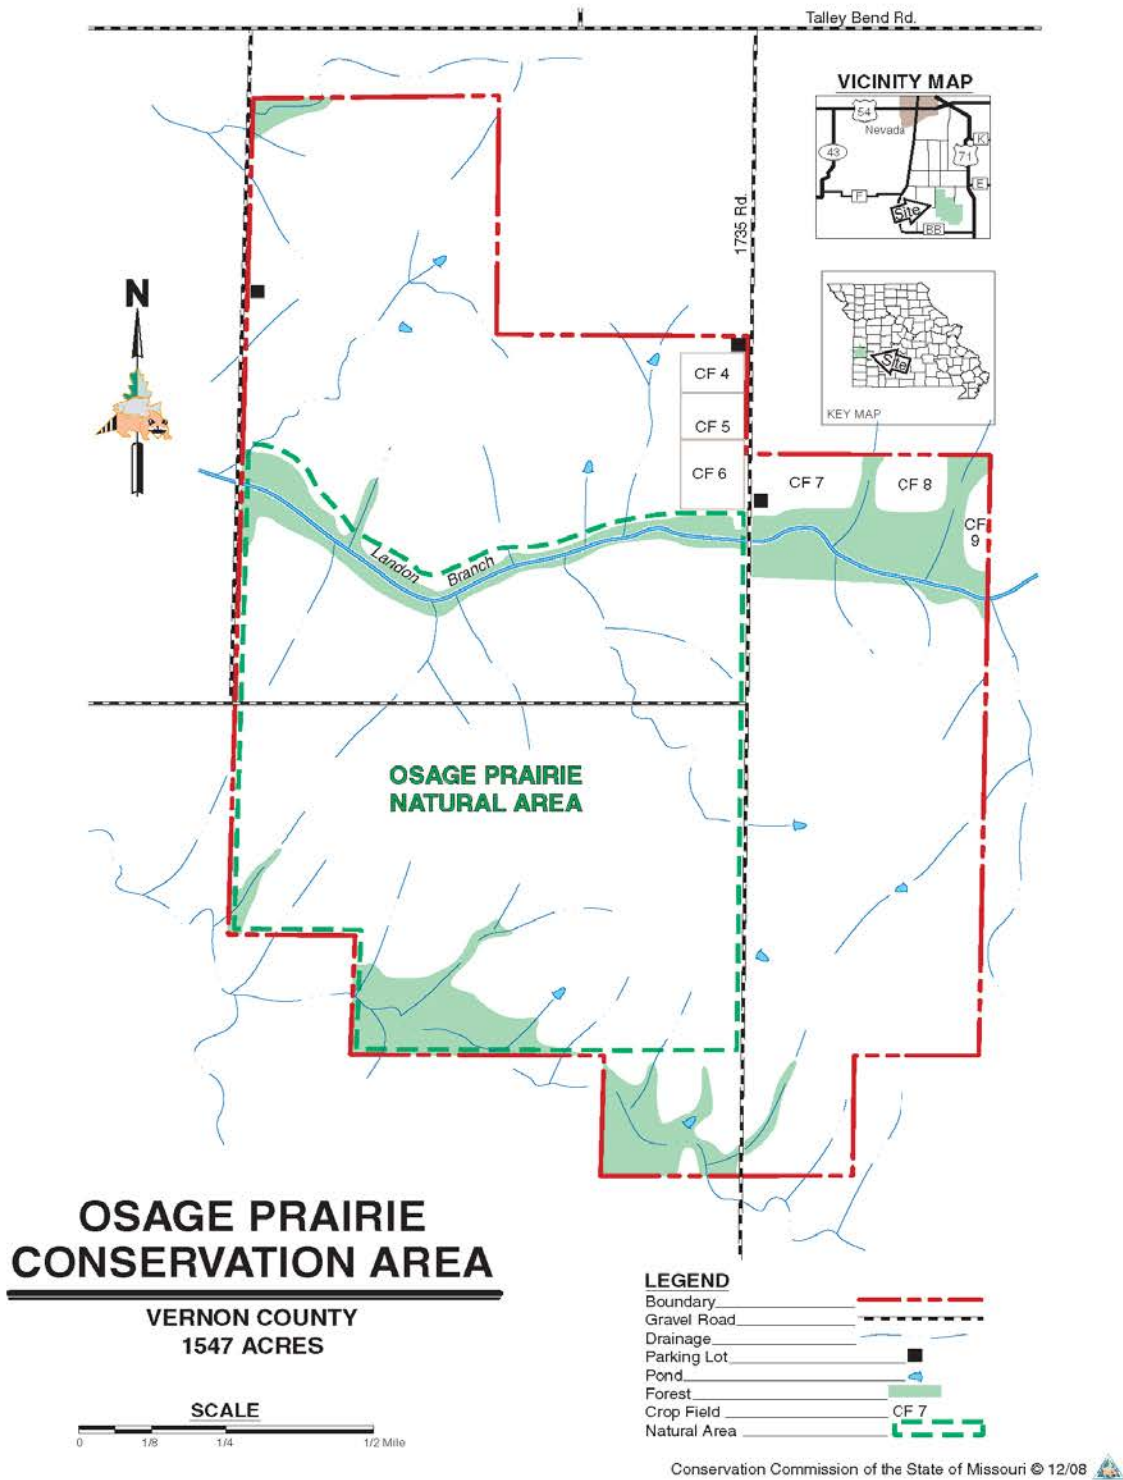 Talley Bend Rd.
VICINITY MAP
54
Nevada
43
K
71
E
F
Site
BB
1735 Rd.
N
Site
KEY MAP
CF 4
CF 5
CF 6
CF 7
CF 8
CF
9
Landon Branch
OSAGE PRAIRIE
NATURAL AREA
OSAGE PRAIRIE
CONSERVATION AREA
VERNON COUNTY
1547 ACRES
SCALE
0 1/8 1/4 1/2 Mile
LEGEND
Boundary
Gravel Road
Drainage
Parking Lot
Pond
Forest
Crop Field CF 7
Natural Area
Conservation Commission of the State of Missouri © 12/08